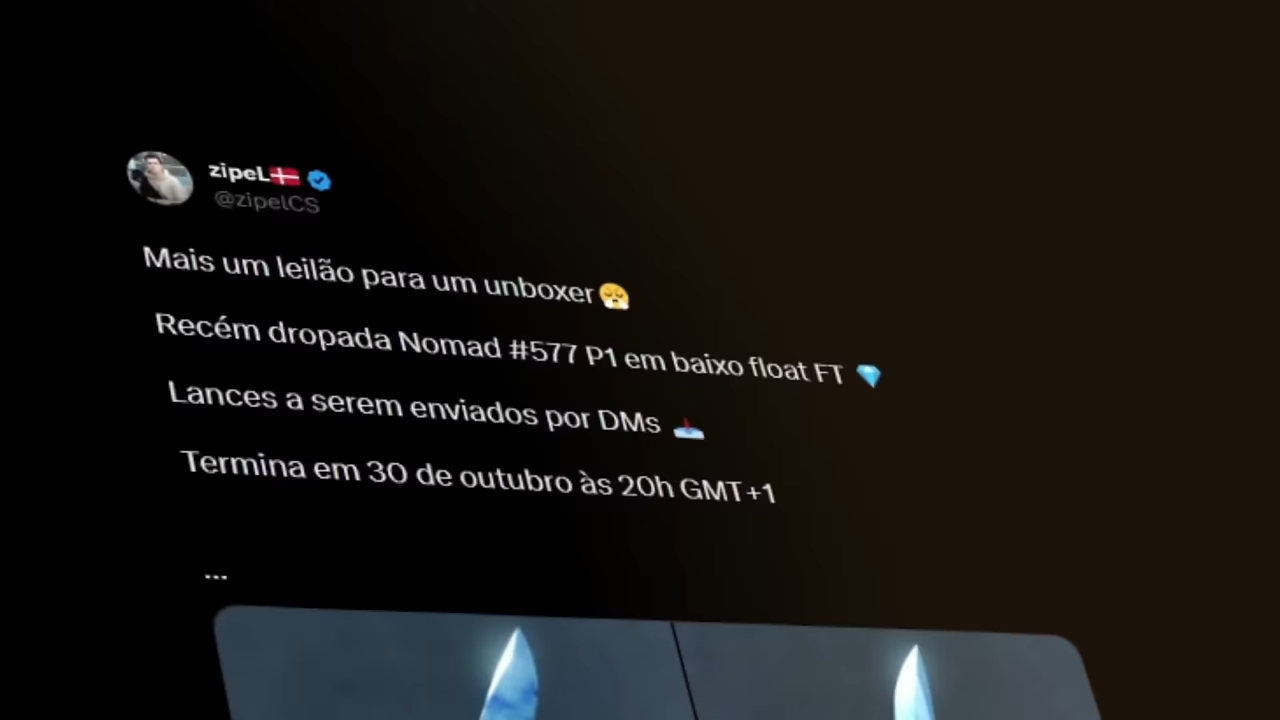 zipeL
@zipelCS
Mais um leilão para um unboxer😤
Recém dropada Nomad #577 P1 em baixo float FT 💎
Lances a serem enviados por DMs 📥
Termina em 30 de outubro às 20h GMT+1
...